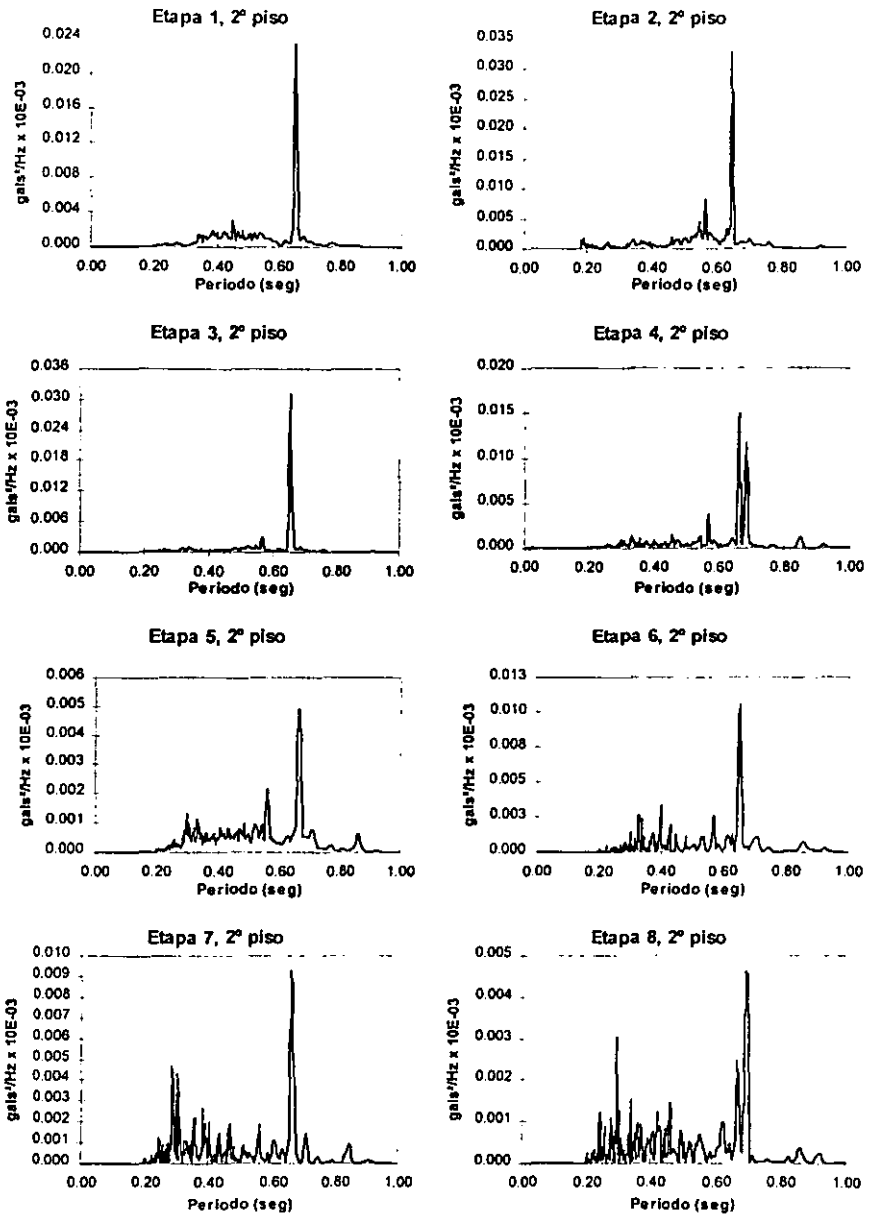 Etapa 1, 2º piso
gals²/Hz x 10E-03
0.024
0.020
0.016
0.012
0.008
0.004
0.000
0.00 0.20 0.40 0.60 0.80 1.00
Periodo (seg)
Etapa 2, 2º piso
gals²/Hz x 10E-03
0.035
0.030
0.025
0.020
0.015
0.010
0.005
0.000
0.00 0.20 0.40 0.60 0.80 1.00
Periodo (seg)
Etapa 3, 2º piso
gals²/Hz x 10E-03
0.036
0.030
0.024
0.018
0.012
0.006
0.000
0.00 0.20 0.40 0.60 0.80 1.00
Periodo (seg)
Etapa 4, 2º piso
gals²/Hz x 10E-03
0.020
0.015
0.010
0.005
0.000
0.00 0.20 0.40 0.60 0.80 1.00
Periodo (seg)
Etapa 5, 2º piso
gals²/Hz x 10E-03
0.006
0.005
0.004
0.002
0.001
0.000
0.00 0.20 0.40 0.60 0.80 1.00
Periodo (seg)
Etapa 6, 2º piso
gals²/Hz x 10E-03
0.013
0.010
0.008
0.005
0.003
0.000
0.00 0.20 0.40 0.60 0.80 1.00
Periodo (seg)
Etapa 7, 2º piso
gals²/Hz x 10E-03
0.010
0.009
0.008
0.007
0.006
0.005
0.004
0.003
0.002
0.001
0.000
0.00 0.20 0.40 0.60 0.80 1.00
Periodo (seg)
Etapa 8, 2º piso
gals²/Hz x 10E-03
0.005
0.004
0.003
0.002
0.001
0.000
0.00 0.20 0.40 0.60 0.80 1.00
Periodo (seg)